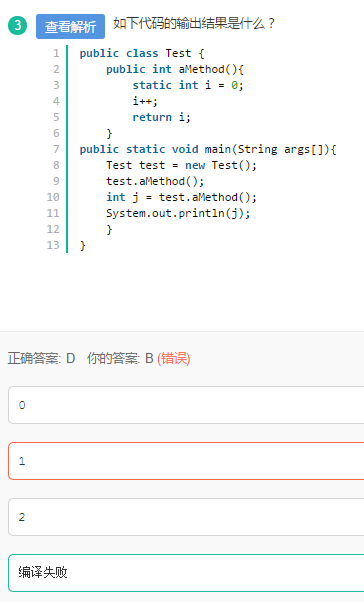 3 查看解析 如下代码的输出结果是什么？
1 public class Test {
2 public int aMethod(){
3 static int i = 0;
4 i++;
5 return i;
6 }
7 public static void main(String args[]){
8 Test test = new Test();
9 test.aMethod();
10 int j = test.aMethod();
11 System.out.println(j);
12 }
13 }
正确答案: D 你的答案: B (错误)
0
1
2
编译失败